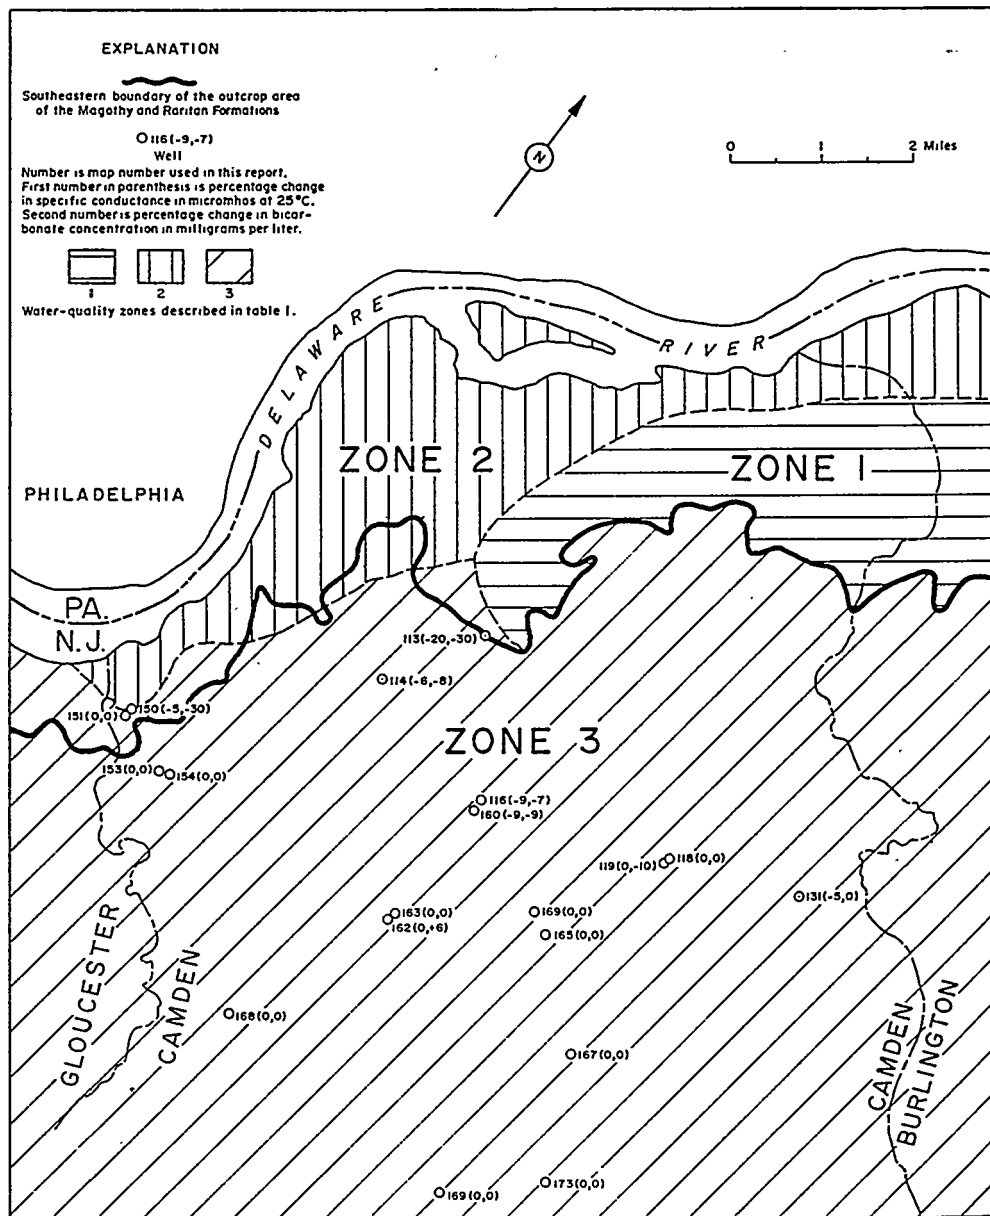 EXPLANATION
Southeastern boundary of the outcrop area
of the Magothy and Raritan Formations
116(-9,-7)
Well
Number is map number used in this report.
First number in parenthesis is percentage change
in specific conductance in micromhos at 25°C.
Second number is percentage change in bicar-
bonate concentration in milligrams per liter.
1 2 3
Water-quality zones described in table 1.
N
0 1 2 Miles
DELAWARE
RIVER
ZONE 2
ZONE 1
PHILADELPHIA
PA.
N.J.
113(-20,-30)
114(-6,-8)
150(-5,-30)
151(0,0)
ZONE 3
153(0,0)
154(0,0)
116(-9,-7)
160(-9,-9)
118(0,0)
119(0,-10)
131(-5,0)
163(0,0)
162(0,+6)
169(0,0)
165(0,0)
GLOUCESTER
CAMDEN
168(0,0)
167(0,0)
CAMDEN
BURLINGTON
173(0,0)
169(0,0)